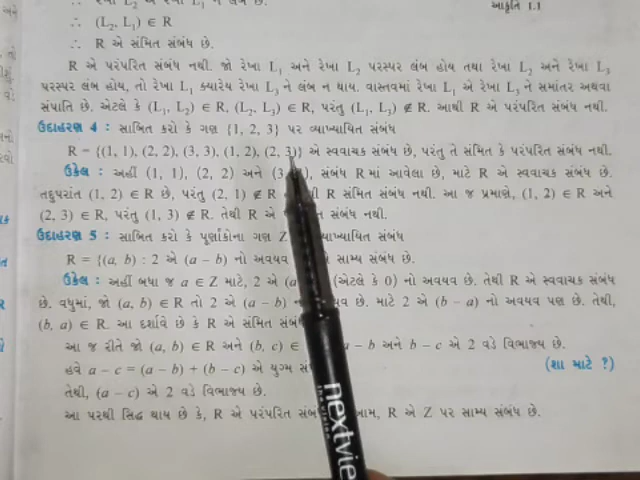 ∴ (L₂, L₁) ∈ R
આકૃતિ 1.1
∴ R એ સંમિત સંબંધ છે.
R એ પરંપરિત સંબંધ નથી. જો રેખા L₁ અને રેખા L₂ પરસ્પર લંબ હોય તથા રેખા L₂ અને રેખા L₃
પરસ્પર લંબ હોય, તો રેખા L₁ ક્યારેય રેખા L₃ ને લંબ ન થાય. વાસ્તવમાં રેખા L₁ એ રેખા L₃ ને સમાંતર અથવા
સંપાતિ છે. એટલે કે (L₁, L₂) ∈ R, (L₂, L₃) ∈ R, પરંતુ (L₁, L₃) ∉ R. આથી R એ પરંપરિત સંબંધ નથી.
ઉદાહરણ 4 : સાબિત કરો કે ગણ {1, 2, 3} પર વ્યાખ્યાયિત સંબંધ
R = {(1, 1), (2, 2), (3, 3), (1, 2), (2, 3)} એ સ્વવાચક સંબંધ છે, પરંતુ તે સંમિત કે પરંપરિત સંબંધ નથી.
ઉકેલ : અહીં (1, 1), (2, 2) અને (3, સંબંધ R માં આવેલા છે, માટે R એ સ્વવાચક સંબંધ છે.
તદુપરાંત (1, 2) ∈ R છે, પરંતુ (2, 1) ∉ R R સંમિત સંબંધ નથી. આ જ પ્રમાણે, (1, 2) ∈ R અને
(2, 3) ∈ R, પરંતુ (1, 3) ∉ R. તેથી R એ સંબંધ નથી.
ઉદાહરણ 5 : સાબિત કરો કે પૂર્ણાંકોના ગણ Z વ્યાખ્યાયિત સંબંધ
R = {(a, b) : 2 એ (a – b) નો અવયવ સામ્ય સંબંધ છે.
ઉકેલ : અહીં બધા જ a ∈ Z માટે, 2 એ (a (એટલે કે 0) નો અવયવ છે. તેથી R એ સ્વવાચક સંબંધ
છે. વધુમાં, જો (a, b) ∈ R તો 2 એ (a – b) છે. માટે 2 એ (b – a) નો અવયવ પણ છે. તેથી,
(b, a) ∈ R. આ દર્શાવે છે કે R એ સંમિત
આ જ રીતે જો (a, b) ∈ R અને (b, c) ∈ a – b અને b – c એ 2 વડે વિભાજ્ય છે.
હવે a – c = (a – b) + (b – c) એ યુગ્મ (શા માટે ?)
તેથી, (a – c) એ 2 વડે વિભાજ્ય છે.
આ પરથી સિદ્ધ થાય છે કે, R એ પરંપરિત આમ, R એ Z પર સામ્ય સંબંધ છે.
nextview